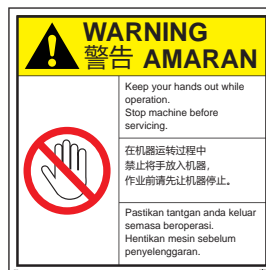 WARNING
警告 AMARAN
Keep your hands out while
operation.
Stop machine before
servicing.
在机器运转过程中
禁止将手放入机器，
作业前请先让机器停止。
Pastikan tantgan anda keluar
semasa beroperasi.
Hentikan mesin sebelum
penyelenggaran.